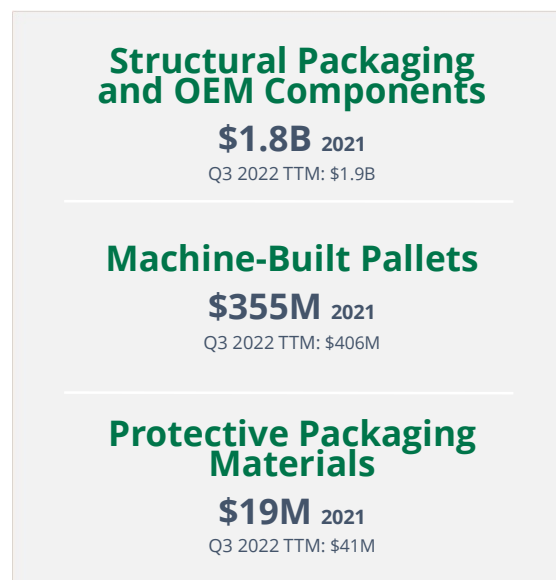 Structural Packaging
and OEM Components
$1.8B 2021
Q3 2022 TTM: $1.9B
Machine-Built Pallets
$355M 2021
Q3 2022 TTM: $406M
Protective Packaging
Materials
$19M 2021
Q3 2022 TTM: $41M